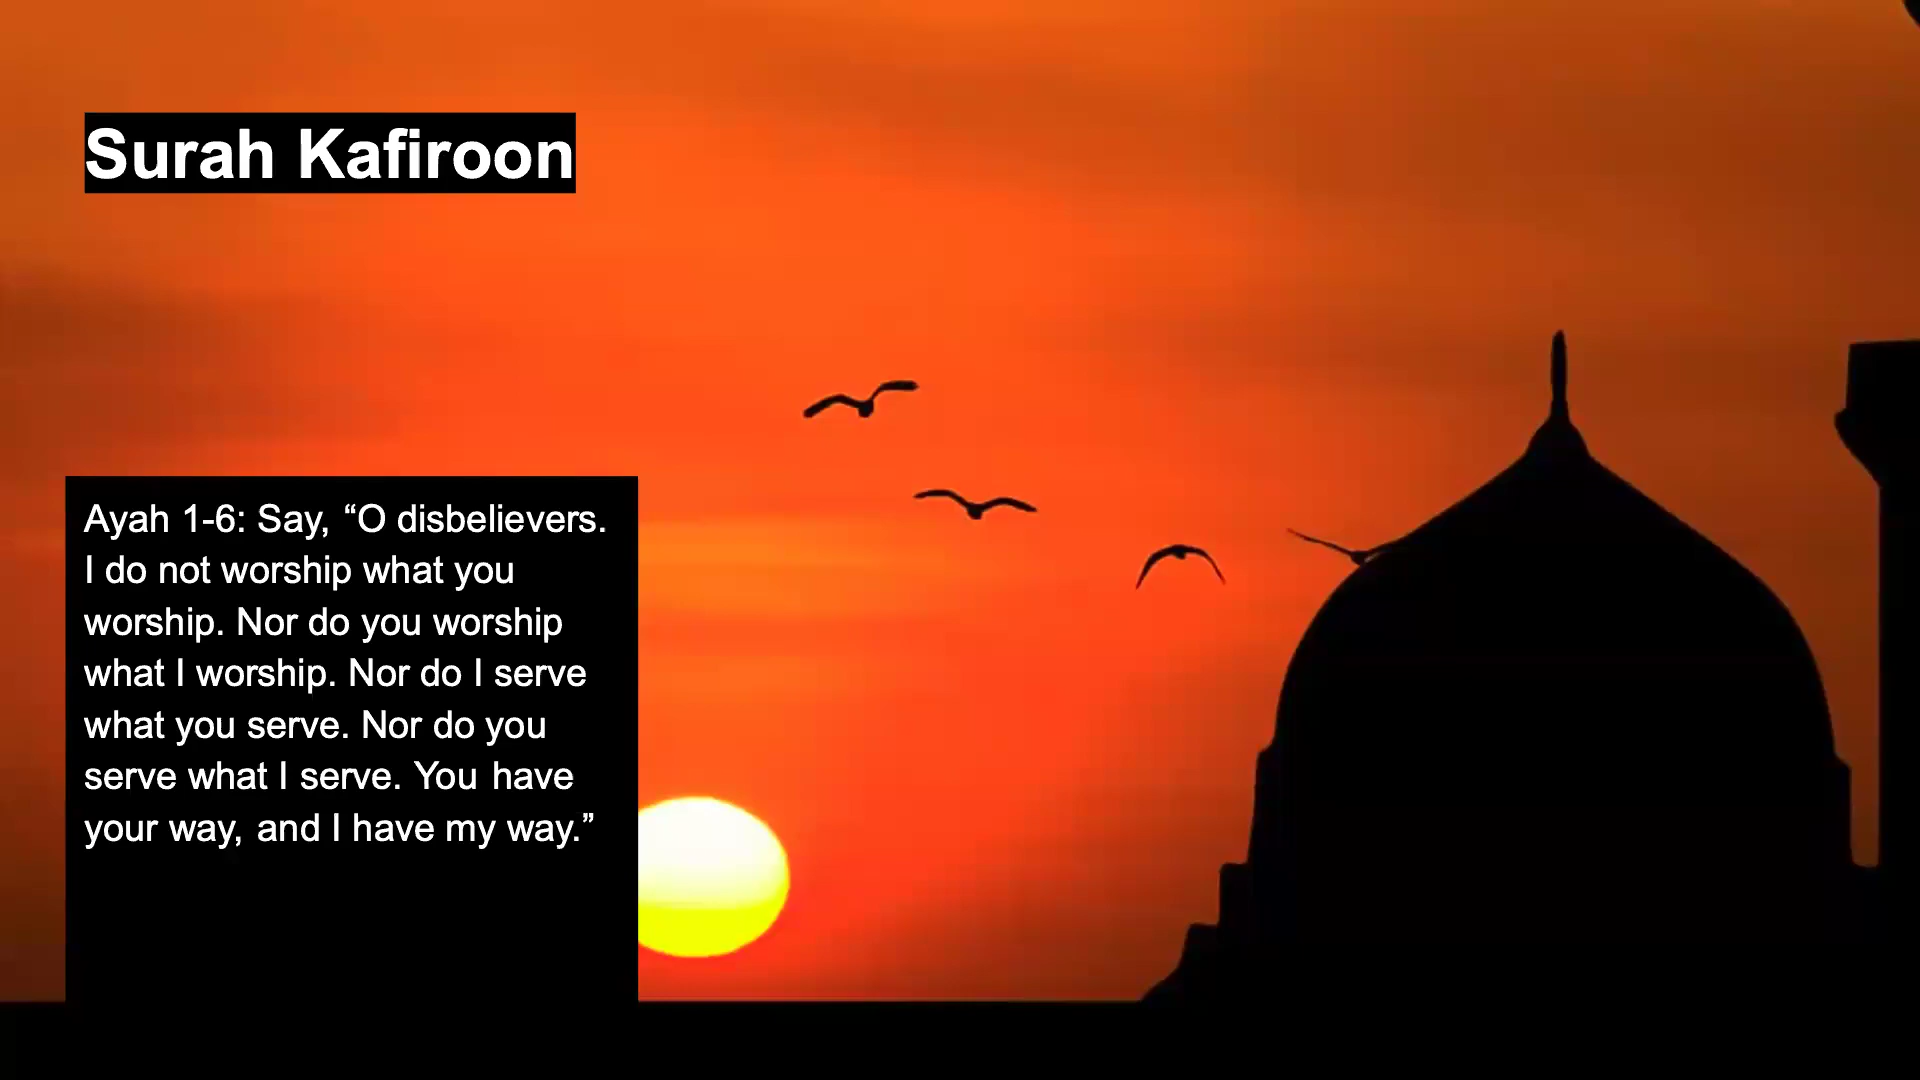 Surah Kafiroon
Ayah 1-6: Say, “O disbelievers.
I do not worship what you
worship. Nor do you worship
what I worship. Nor do I serve
what you serve. Nor do you
serve what I serve. You have
your way, and I have my way.”